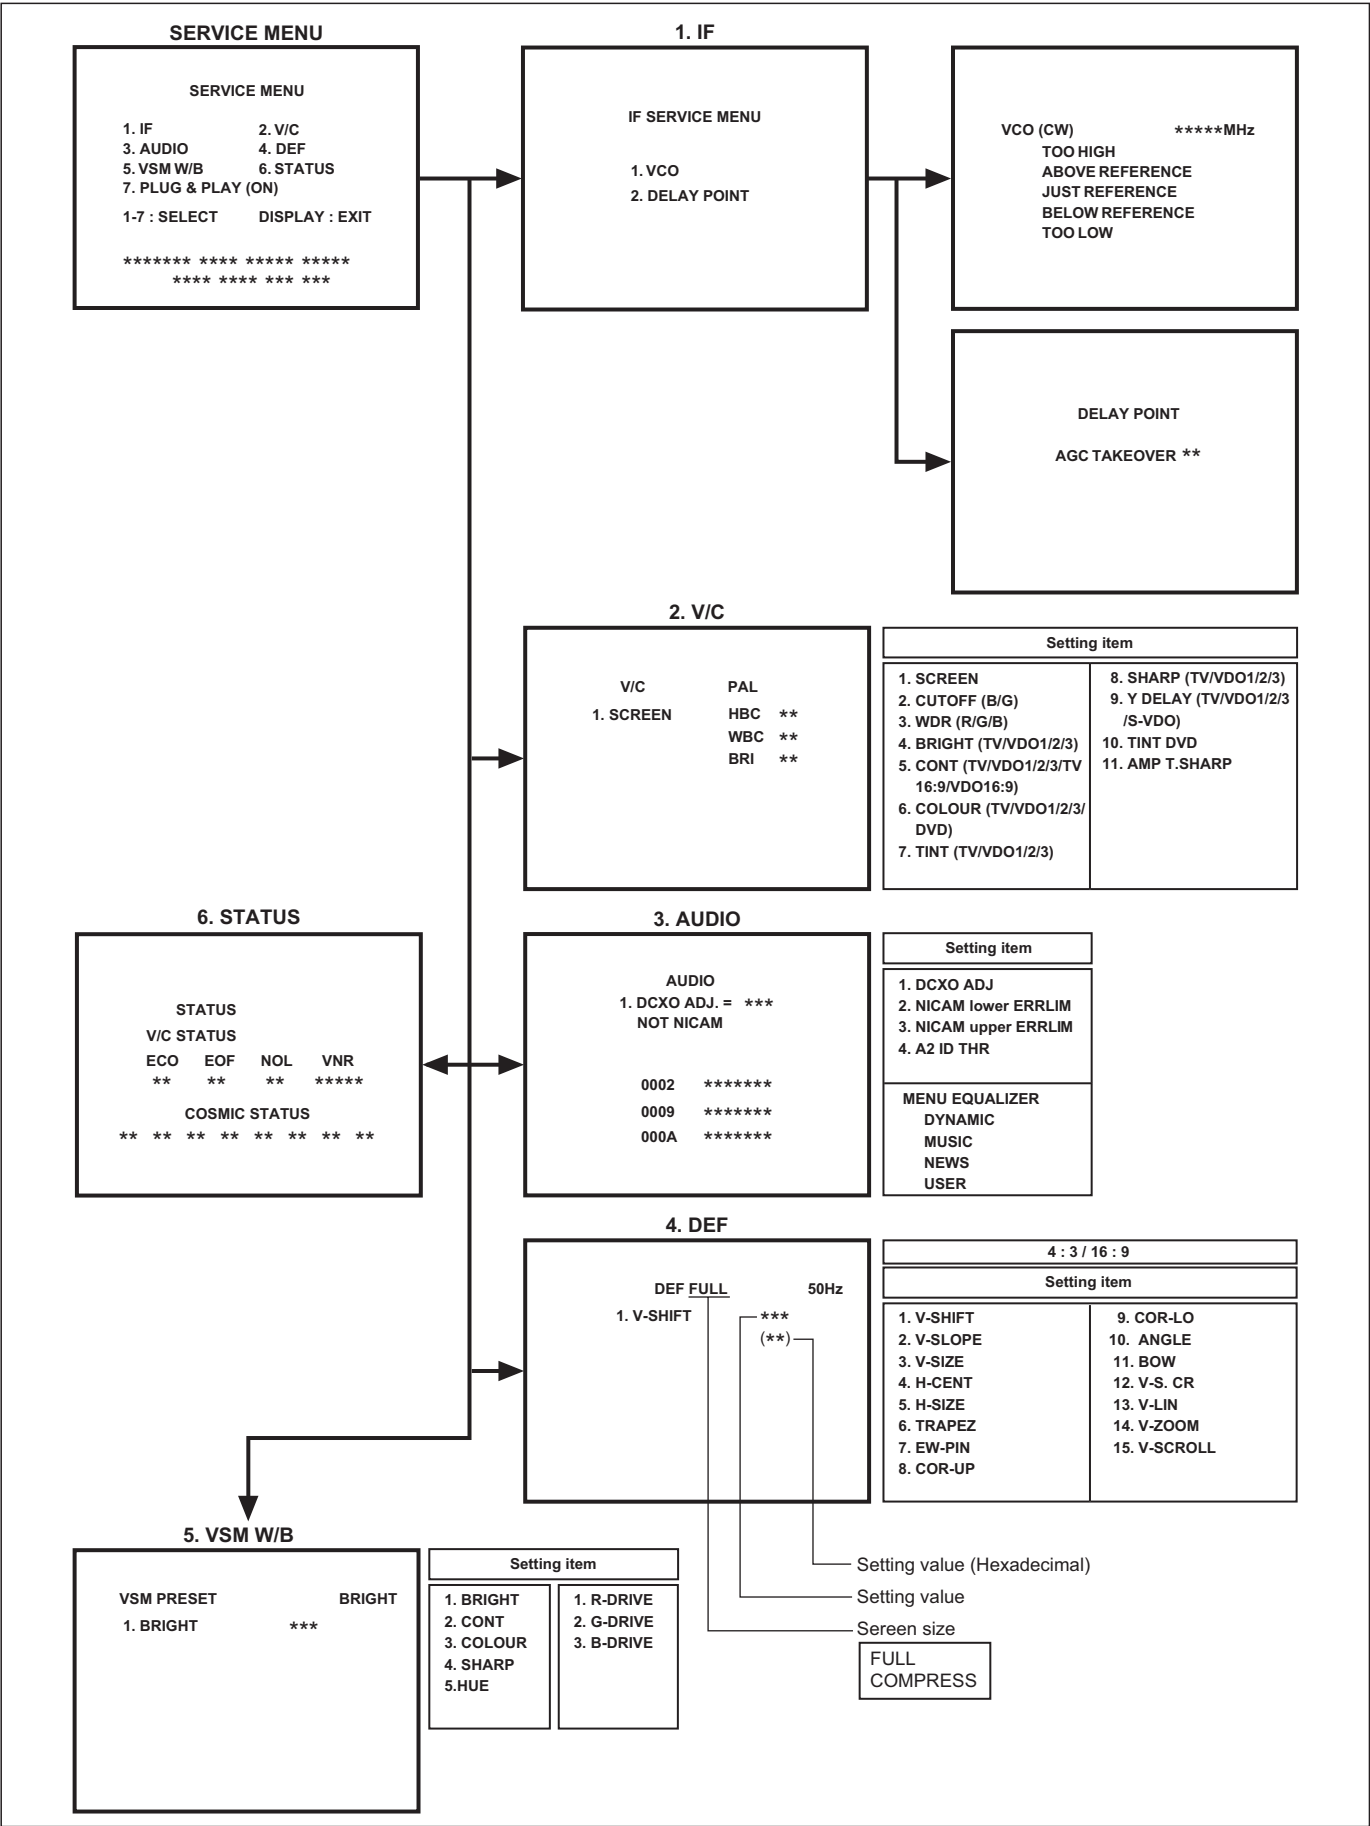 SERVICE MENU
SERVICE MENU
1. IF 2. V/C
3. AUDIO 4. DEF
5. VSM W/B 6. STATUS
7. PLUG & PLAY (ON)
1-7 : SELECT DISPLAY : EXIT
******* **** ***** *****
**** **** *** ***
1. IF
IF SERVICE MENU
1. VCO
2. DELAY POINT
VCO (CW) *****MHz
TOO HIGH
ABOVE REFERENCE
JUST REFERENCE
BELOW REFERENCE
TOO LOW
DELAY POINT
AGC TAKEOVER **
2. V/C
V/C PAL
1. SCREEN HBC **
WBC **
BRI **
Setting item
1. SCREEN
2. CUTOFF (B/G)
3. WDR (R/G/B)
4. BRIGHT (TV/VDO1/2/3)
5. CONT (TV/VDO1/2/3/TV
16:9/VDO16:9)
6. COLOUR (TV/VDO1/2/3/
DVD)
7. TINT (TV/VDO1/2/3)
8. SHARP (TV/VDO1/2/3)
9. Y DELAY (TV/VDO1/2/3
/S-VDO)
10. TINT DVD
11. AMP T.SHARP
6. STATUS
STATUS
V/C STATUS
ECO EOF NOL VNR
** ** ** *****
COSMIC STATUS
** ** ** ** ** ** ** **
3. AUDIO
AUDIO
1. DCXO ADJ. = ***
NOT NICAM
0002 *******
0009 *******
000A *******
Setting item
1. DCXO ADJ
2. NICAM lower ERRLIM
3. NICAM upper ERRLIM
4. A2 ID THR
MENU EQUALIZER
DYNAMIC
MUSIC
NEWS
USER
4. DEF
DEF FULL 50Hz
1. V-SHIFT ***
(**)
4 : 3 / 16 : 9
Setting item
1. V-SHIFT
2. V-SLOPE
3. V-SIZE
4. H-CENT
5. H-SIZE
6. TRAPEZ
7. EW-PIN
8. COR-UP
9. COR-LO
10. ANGLE
11. BOW
12. V-S. CR
13. V-LIN
14. V-ZOOM
15. V-SCROLL
Setting value (Hexadecimal)
Setting value
Sereen size
FULL
COMPRESS
5. VSM W/B
VSM PRESET BRIGHT
1. BRIGHT ***
Setting item
1. BRIGHT
2. CONT
3. COLOUR
4. SHARP
5.HUE
1. R-DRIVE
2. G-DRIVE
3. B-DRIVE